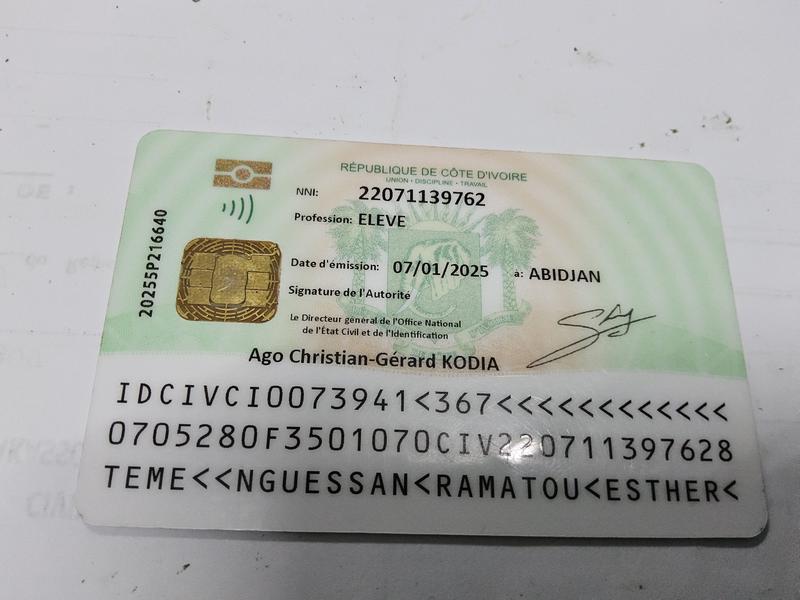 RÉPUBLIQUE DE CÔTE D'IVOIRE
UNION • DISCIPLINE • TRAVAIL
NNI: 22071139762
Profession: ELEVE
20255P216640
Date d'émission: 07/01/2025 à: ABIDJAN
Signature de l'Autorité
Le Directeur général de l'Office National
de l'État Civil et de l'Identification
Ago Christian-Gérard KODIA
IDCIVCI0073941<367<<<<<<<<<<<<
0705280F3501070CIV220711397628
TEME<<NGUESSAN<RAMATOU<ESTHER<